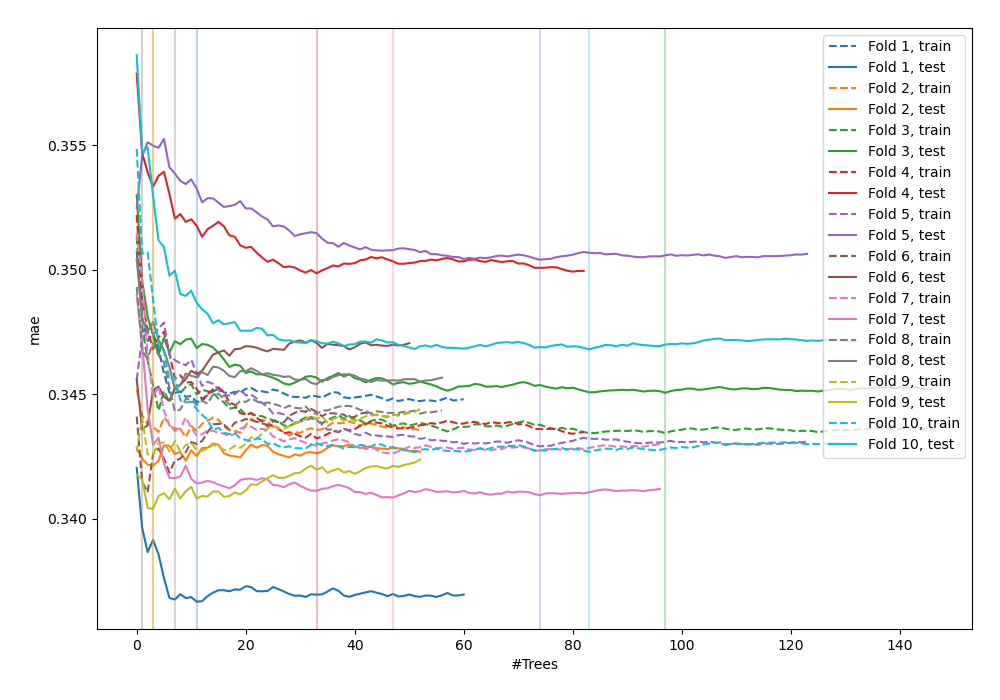 0.355
0.350
0.345
0.340
mae
0
20
40
60
80
100
120
140
#Trees
Fold 1, train
Fold 1, test
Fold 2, train
Fold 2, test
Fold 3, train
Fold 3, test
Fold 4, train
Fold 4, test
Fold 5, train
Fold 5, test
Fold 6, train
Fold 6, test
Fold 7, train
Fold 7, test
Fold 8, train
Fold 8, test
Fold 9, train
Fold 9, test
Fold 10, train
Fold 10, test